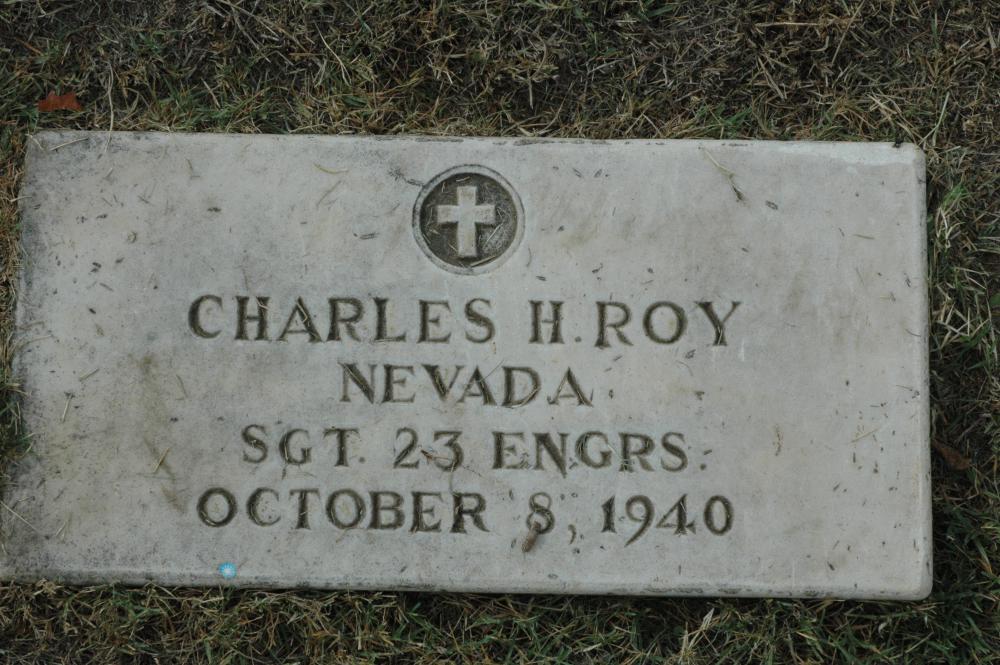 CHARLES H. ROY
NEVADA
SGT. 23 ENGRS.
OCTOBER 8, 1940